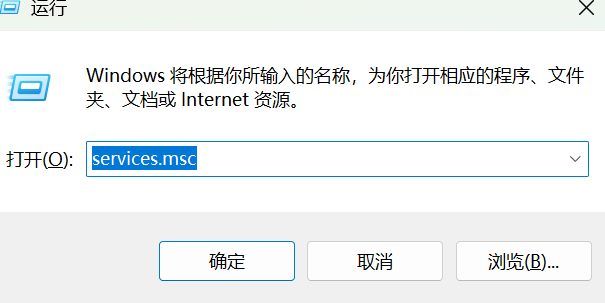 运行
Windows 将根据你所输入的名称，为你打开相应的程序、文件
夹、文档或 Internet 资源。
打开(O): services.msc
确定 取消 浏览(B)...